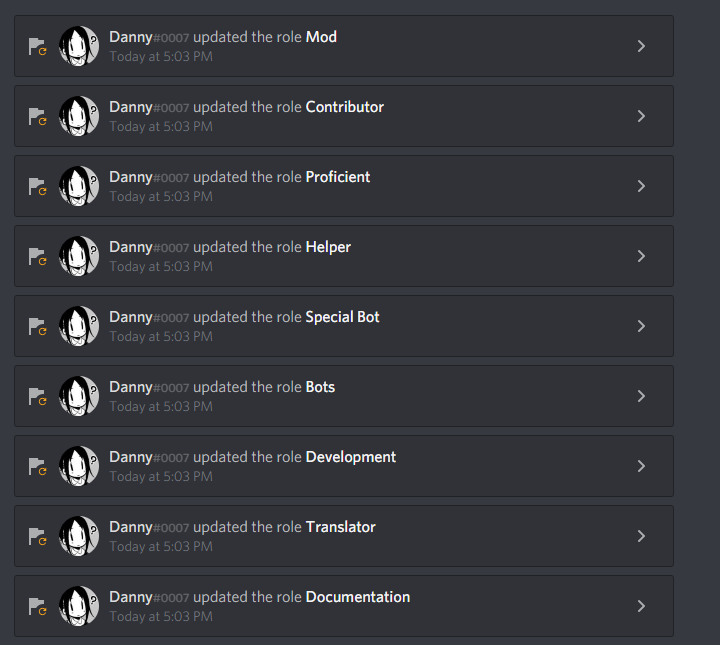 Danny#0007 updated the role Mod
Today at 5:03 PM
Danny#0007 updated the role Contributor
Today at 5:03 PM
Danny#0007 updated the role Proficient
Today at 5:03 PM
Danny#0007 updated the role Helper
Today at 5:03 PM
Danny#0007 updated the role Special Bot
Today at 5:03 PM
Danny#0007 updated the role Bots
Today at 5:03 PM
Danny#0007 updated the role Development
Today at 5:03 PM
Danny#0007 updated the role Translator
Today at 5:03 PM
Danny#0007 updated the role Documentation
Today at 5:03 PM